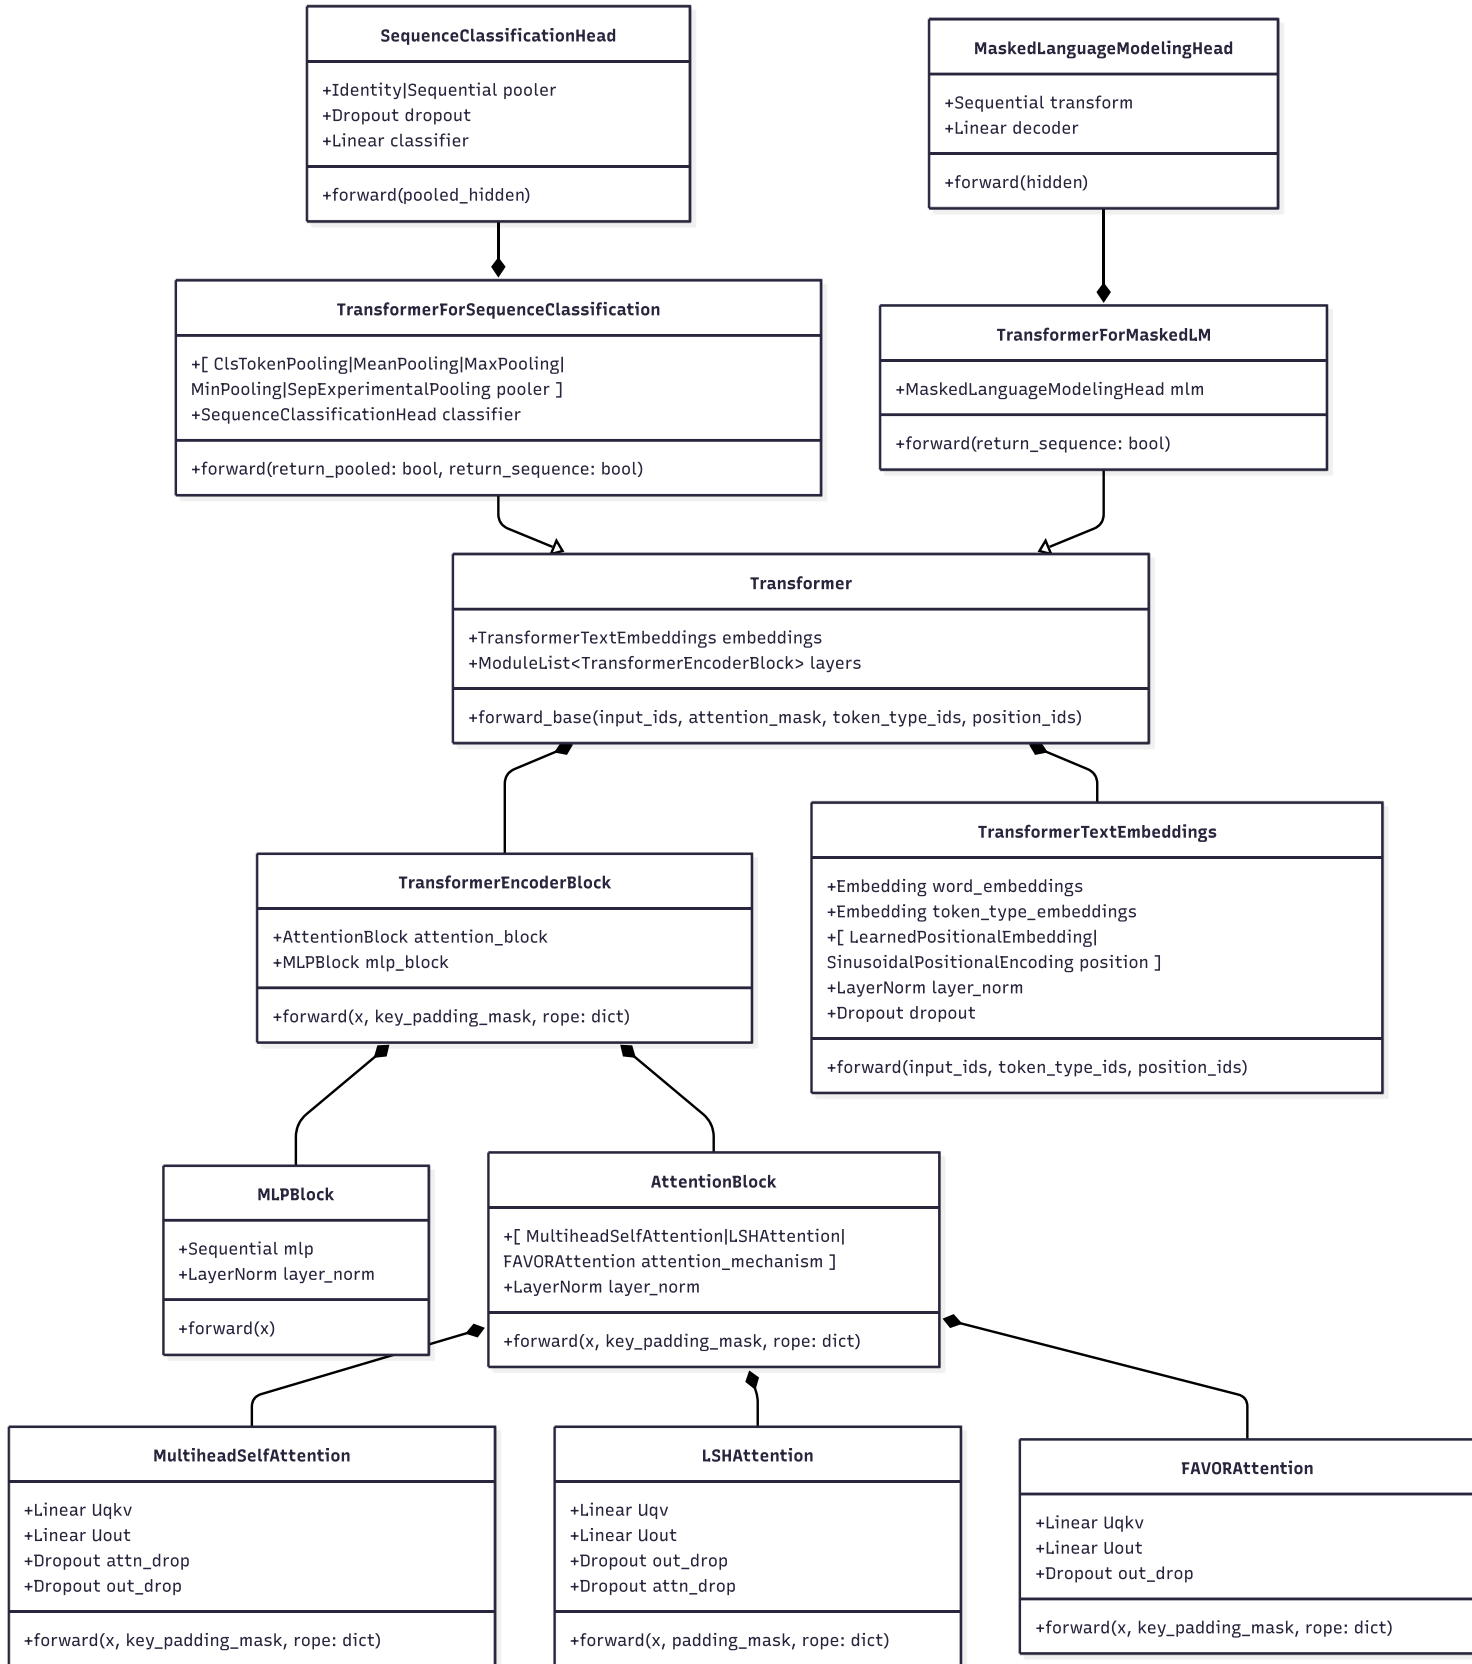 SequenceClassificationHead
+Identity|Sequential pooler
+Dropout dropout
+Linear classifier
+forward(pooled_hidden)
MaskedLanguageModelingHead
+Sequential transform
+Linear decoder
+forward(hidden)
TransformerForSequenceClassification
+[ ClsTokenPooling|MeanPooling|MaxPooling|
MinPooling|SepExperimentalPooling pooler ]
+SequenceClassificationHead classifier
+forward(return_pooled: bool, return_sequence: bool)
TransformerForMaskedLM
+MaskedLanguageModelingHead mlm
+forward(return_sequence: bool)
Transformer
+TransformerTextEmbeddings embeddings
+ModuleList<TransformerEncoderBlock> layers
+forward_base(input_ids, attention_mask, token_type_ids, position_ids)
TransformerEncoderBlock
+AttentionBlock attention_block
+MLPBlock mlp_block
+forward(x, key_padding_mask, rope: dict)
TransformerTextEmbeddings
+Embedding word_embeddings
+Embedding token_type_embeddings
+[ LearnedPositionalEmbedding|
SinusoidalPositionalEncoding position ]
+LayerNorm layer_norm
+Dropout dropout
+forward(input_ids, token_type_ids, position_ids)
MLPBlock
+Sequential mlp
+LayerNorm layer_norm
+forward(x)
AttentionBlock
+[ MultiheadSelfAttention|LSHAttention|
FAVORAttention attention_mechanism ]
+LayerNorm layer_norm
+forward(x, key_padding_mask, rope: dict)
MultiheadSelfAttention
+Linear Uqkv
+Linear Uout
+Dropout attn_drop
+Dropout out_drop
+forward(x, key_padding_mask, rope: dict)
LSHAttention
+Linear Uqv
+Linear Uout
+Dropout out_drop
+Dropout attn_drop
+forward(x, padding_mask, rope: dict)
FAVORAttention
+Linear Uqkv
+Linear Uout
+Dropout out_drop
+forward(x, key_padding_mask, rope: dict)